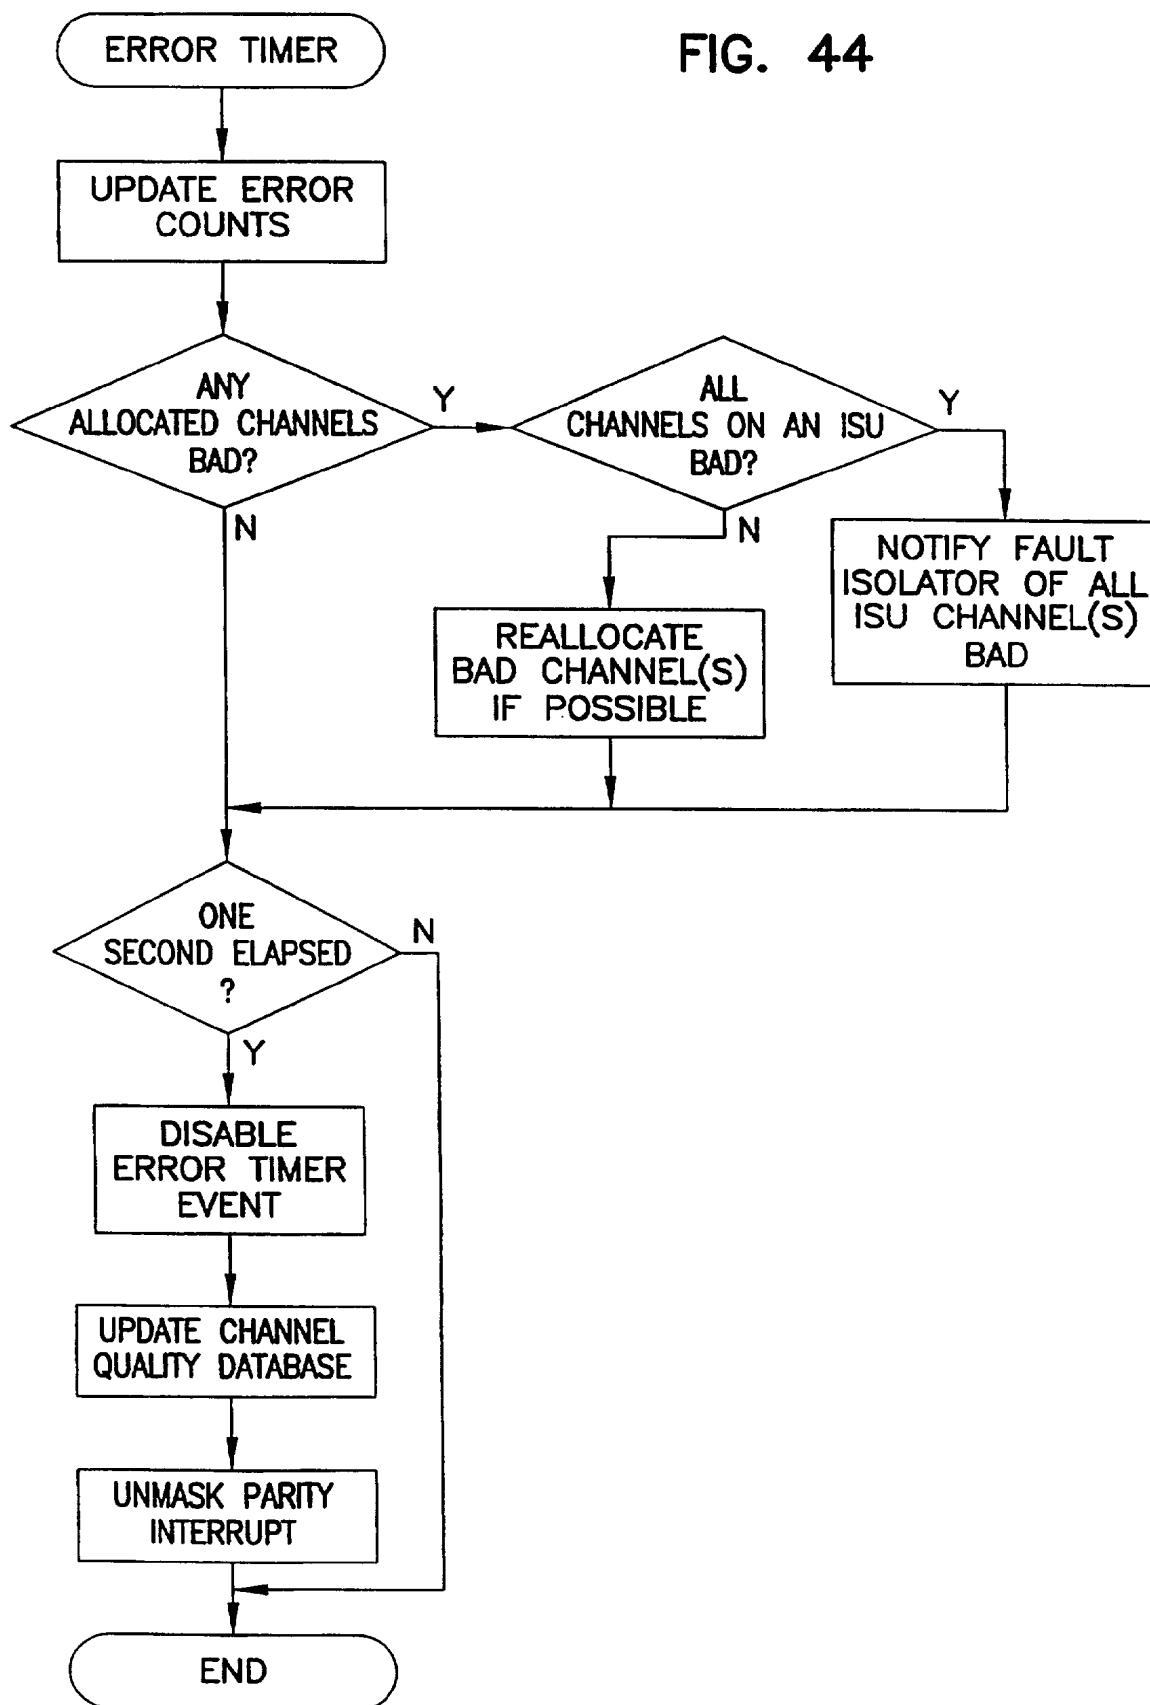 ERROR TIMER
FIG. 44
UPDATE ERROR
COUNTS
ANY
ALLOCATED CHANNELS
BAD?
Y
N
ALL
CHANNELS ON AN ISU
BAD?
Y
N
NOTIFY FAULT
ISOLATOR OF ALL
ISU CHANNEL(S)
BAD
REALLOCATE
BAD CHANNEL(S)
IF POSSIBLE
ONE
SECOND ELAPSED
?
N
Y
DISABLE
ERROR TIMER
EVENT
UPDATE CHANNEL
QUALITY DATABASE
UNMASK PARITY
INTERRUPT
END